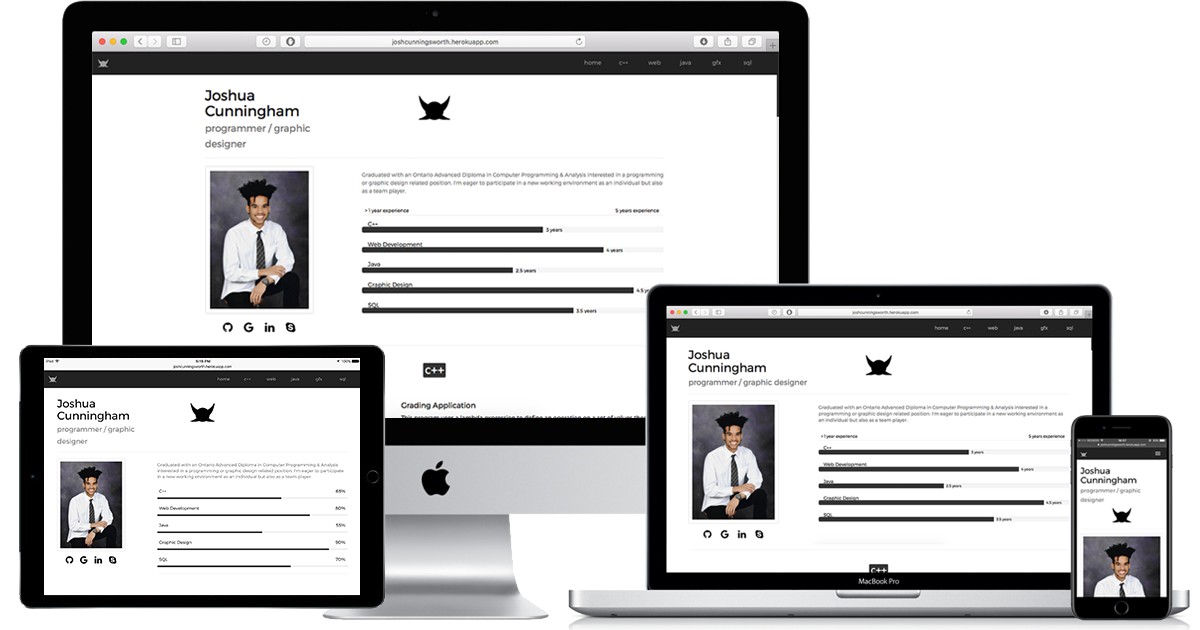 joshcunningsworth.herokuapp.com
home c++ web java gfx sql
Joshua
Cunningham
programmer / graphic
designer
Graduated with an Ontario Advanced Diploma in Computer Programming & Analysis interested in a programming
or graphic design related position. I'm eager to participate in a new working environment as an individual but also
as a team player.
> 1 year experience 5 years experience
C++
3 years
Web Development
4 years
Java
2.5 years
Graphic Design
4.5
SQL
3.5 years
C++
Grading Application
iPad 5:15 PM 100%
joshcunningsworth.herokuapp.com
home c++ web java gfx sql
Joshua
Cunningham
programmer / graphic
designer
Graduated with an Ontario Advanced Diploma in Computer Programming & Analysis
interested in a programming or graphic design related position. I'm eager to participate
in a new working environment as an individual but also as a team player.
C++ 65%
Web Development 80%
Java 55%
Graphic Design 90%
SQL 70%
joshcunningsworth.herokuapp.com
home c++ web java gfx sql
Joshua
Cunningham
programmer / graphic designer
Graduated with an Ontario Advanced Diploma in Computer Programming & Analysis interested in a
programming or graphic design related position. I'm eager to participate in a new working environment as
an individual but also as a team player.
5 years experience
C++
3 years
Web Development
4 years
Java
2.5 years
Graphic Design
4.5 years
SQL
3.5 years
C++
MacBook Pro
joshcunningsworth.herokuapp.com
Joshua
Cunningham
programmer / graphic
designer